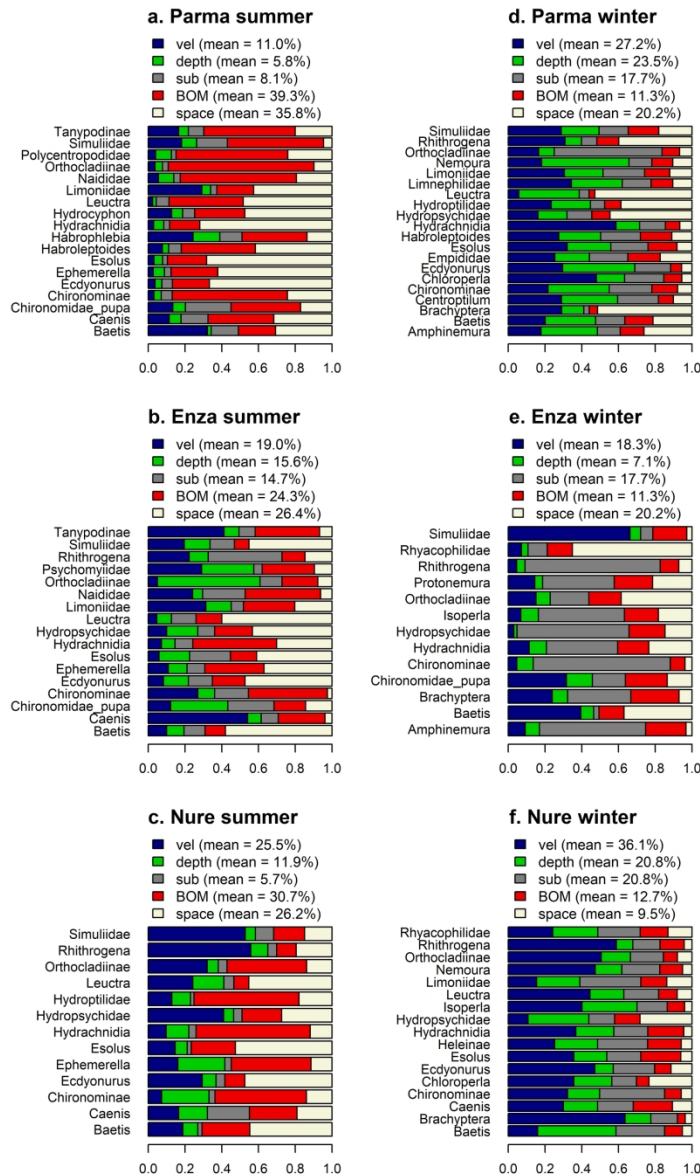 a. Parma summer
vel (mean = 11.0%)
depth (mean = 5.8%)
sub (mean = 8.1%)
BOM (mean = 39.3%)
space (mean = 35.8%)
Tanypodinae
Simuliidae
Polycentropodidae
Orthocladiinae
Naididae
Limoniidae
Leuctra
Hydrocyphon
Hydrachnidia
Habrophlebia
Habroleptoides
Esolus
Ephemerella
Ecdyonurus
Chironominae
Chironomidae_pupa
Caenis
Baetis
0.0 0.2 0.4 0.6 0.8 1.0
d. Parma winter
vel (mean = 27.2%)
depth (mean = 23.5%)
sub (mean = 17.7%)
BOM (mean = 11.3%)
space (mean = 20.2%)
Simuliidae
Rhithrogena
Orthocladiinae
Nemoura
Limoniidae
Limnephilidae
Leuctra
Hydroptilidae
Hydropsychidae
Hydrachnidia
Habroleptoides
Esolus
Empididae
Ecdyonurus
Chloroperla
Chironominae
Centroptilum
Brachyptera
Baetis
Amphinemura
0.0 0.2 0.4 0.6 0.8 1.0
b. Enza summer
vel (mean = 19.0%)
depth (mean = 15.6%)
sub (mean = 14.7%)
BOM (mean = 24.3%)
space (mean = 26.4%)
Tanypodinae
Simuliidae
Rhithrogena
Psychomyiidae
Orthocladiinae
Naididae
Limoniidae
Leuctra
Hydropsychidae
Hydrachnidia
Esolus
Ephemerella
Ecdyonurus
Chironominae
Chironomidae_pupa
Caenis
Baetis
0.0 0.2 0.4 0.6 0.8 1.0
e. Enza winter
vel (mean = 18.3%)
depth (mean = 7.1%)
sub (mean = 17.7%)
BOM (mean = 11.3%)
space (mean = 20.2%)
Simuliidae
Rhyacophilidae
Rhithrogena
Protonemura
Orthocladiinae
Isoperla
Hydropsychidae
Hydrachnidia
Chironominae
Chironomidae_pupa
Brachyptera
Baetis
Amphinemura
0.0 0.2 0.4 0.6 0.8 1.0
c. Nure summer
vel (mean = 25.5%)
depth (mean = 11.9%)
sub (mean = 5.7%)
BOM (mean = 30.7%)
space (mean = 26.2%)
Simuliidae
Rhithrogena
Orthocladiinae
Leuctra
Hydroptilidae
Hydropsychidae
Hydrachnidia
Esolus
Ephemerella
Ecdyonurus
Chironominae
Caenis
Baetis
0.0 0.2 0.4 0.6 0.8 1.0
f. Nure winter
vel (mean = 36.1%)
depth (mean = 20.8%)
sub (mean = 20.8%)
BOM (mean = 12.7%)
space (mean = 9.5%)
Rhyacophilidae
Rhithrogena
Orthocladiinae
Nemoura
Limoniidae
Leuctra
Isoperla
Hydropsychidae
Hydrachnidia
Heleinae
Esolus
Ecdyonurus
Chloroperla
Chironominae
Caenis
Brachyptera
Baetis
0.0 0.2 0.4 0.6 0.8 1.0